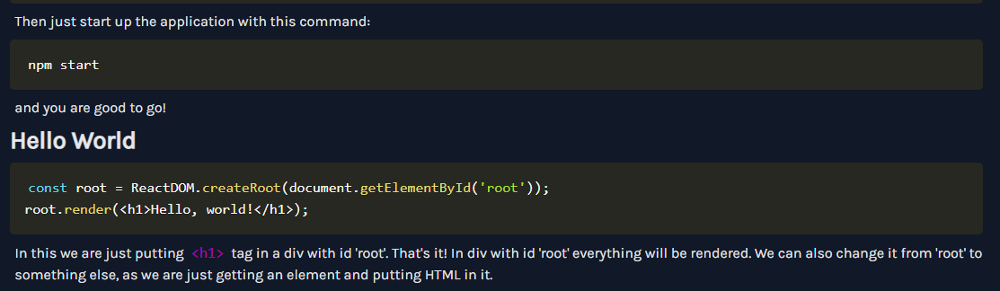 Then just start up the application with this command:
npm start
and you are good to go!
Hello World
const root = ReactDOM.createRoot(document.getElementById('root'));
root.render(<h1>Hello, world!</h1>);
In this we are just putting <h1> tag in a div with id 'root'. That's it! In div with id 'root' everything will be rendered. We can also change it from 'root' to
something else, as we are just getting an element and putting HTML in it.